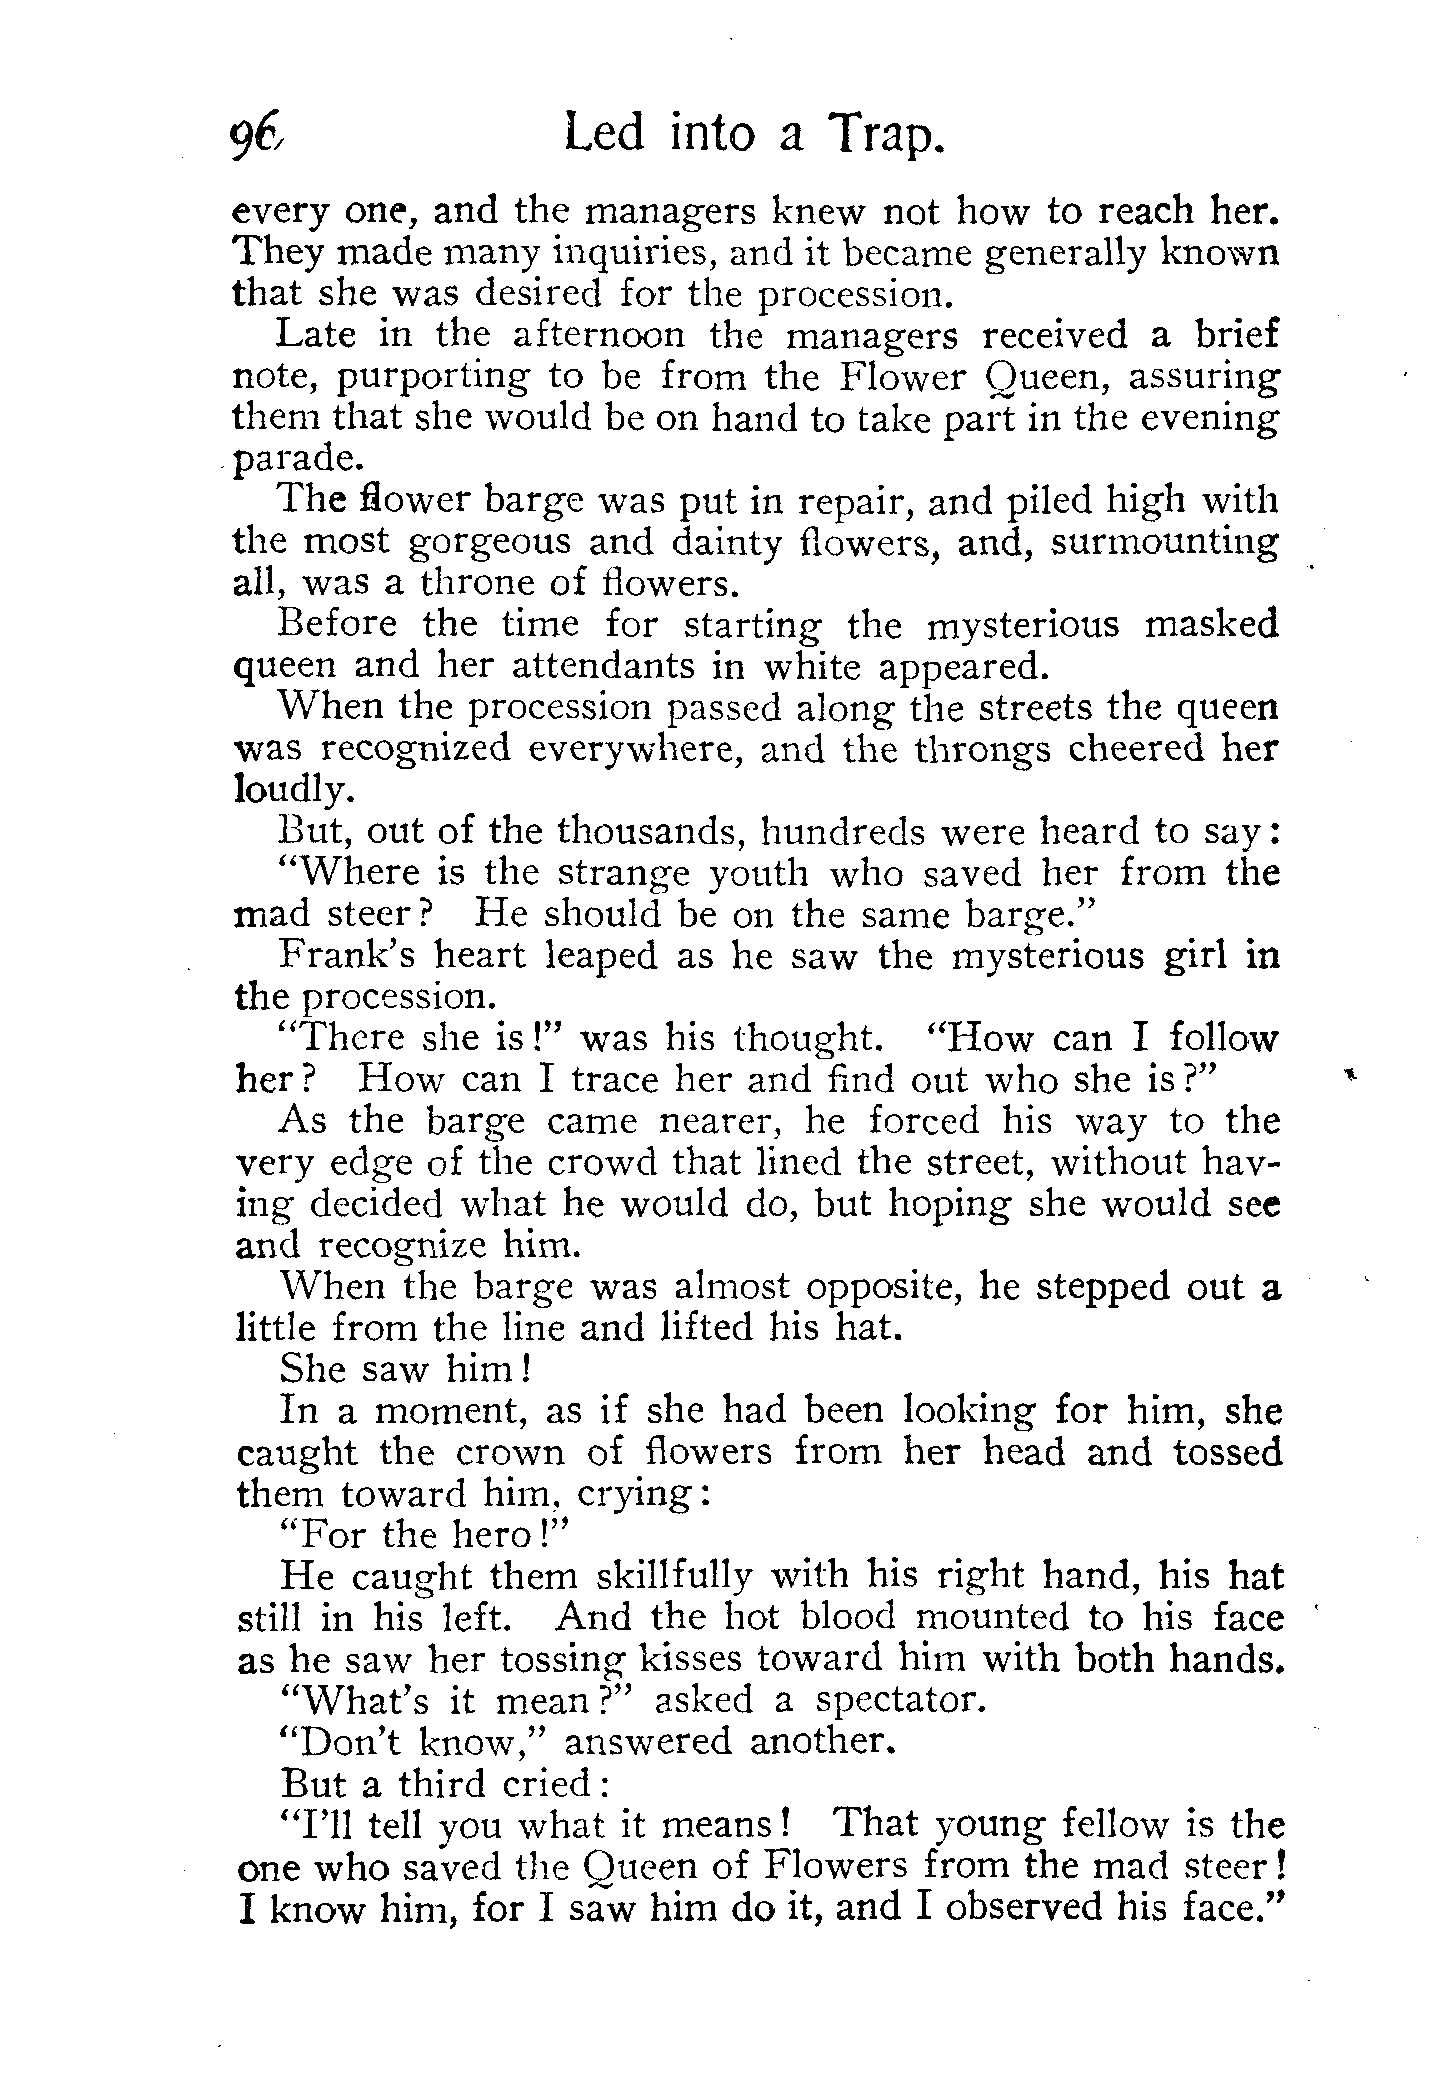 96 Led into a Trap.
every one, and the managers knew not how to reach her.
They made many inquiries, and it became generally known
that she was desired for the procession.
Late in the afternoon the managers received a brief
note, purporting to be from the Flower Queen, assuring
them that she would be on hand to take part in the evening
parade.
The flower barge was put in repair, and piled high with
the most gorgeous and dainty flowers, and, surmounting
all, was a throne of flowers.
Before the time for starting the mysterious masked
queen and her attendants in white appeared.
When the procession passed along the streets the queen
was recognized everywhere, and the throngs cheered her
loudly.
But, out of the thousands, hundreds were heard to say:
"Where is the strange youth who saved her from the
mad steer? He should be on the same barge."
Frank's heart leaped as he saw the mysterious girl in
the procession.
"There she is!" was his thought. "How can I follow
her? How can I trace her and find out who she is?"
As the barge came nearer, he forced his way to the
very edge of the crowd that lined the street, without hav-
ing decided what he would do, but hoping she would see
and recognize him.
When the barge was almost opposite, he stepped out a
little from the line and lifted his hat.
She saw him!
In a moment, as if she had been looking for him, she
caught the crown of flowers from her head and tossed
them toward him, crying:
"For the hero!"
He caught them skillfully with his right hand, his hat
still in his left. And the hot blood mounted to his face
as he saw her tossing kisses toward him with both hands.
"What's it mean?" asked a spectator.
"Don't know," answered another.
But a third cried:
"I'll tell you what it means! That young fellow is the
one who saved the Queen of Flowers from the mad steer!
I know him, for I saw him do it, and I observed his face."